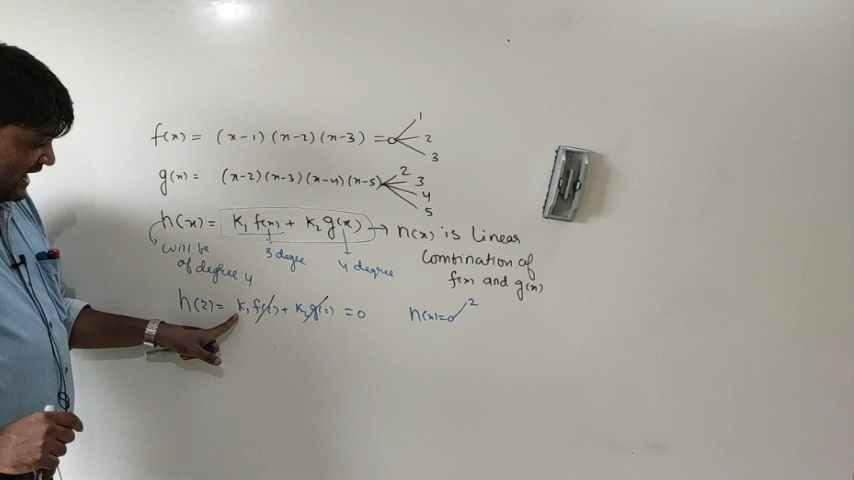 f(x) = (x-1) (x-2) (x-3) = 0 1 2 3
g(x) = (x-2) (x-3) (x-4) (x-5) 2 3 4 5
h(x) = K₁ f(x) + K₂ g(x) → h(x) is linear
combination of
f(x) and g(x)
3 degee
4 degree
will be
of degree 4
h(2) = K₁ f(2) + K₂ g(2) = 0
h(x)=0 2